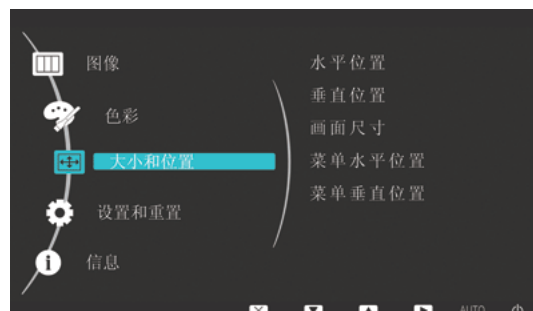 图像
色彩
大小和位置
设置和重置
信息
水平位置
垂直位置
画面尺寸
菜单水平位置
菜单垂直位置
AUTO